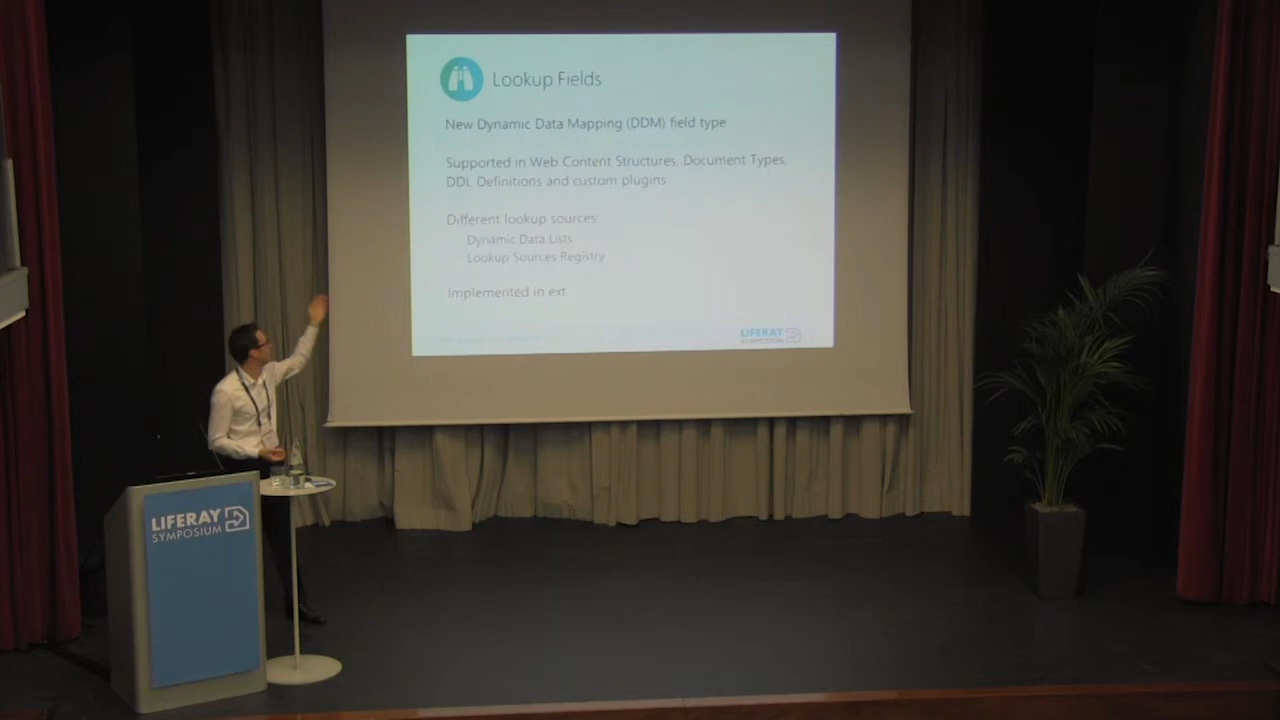 Lookup Fields
New Dynamic Data Mapping (DDM) field type
Supported in Web Content Structures, Document Types,
DDL Definitions and custom plugins
Different lookup sources:
Dynamic Data Lists
Lookup Sources Registry
Implemented in ext
LIFERAY
SYMPOSIUM
LIFERAY
SYMPOSIUM